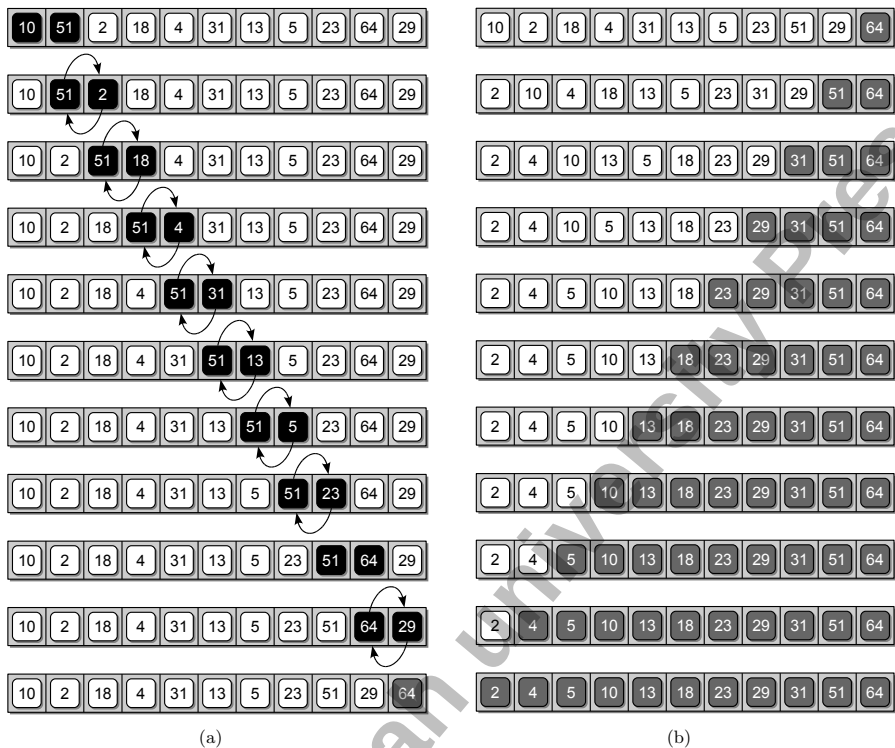 10 51 2 18 4 31 13 5 23 64 29
10 51 2 18 4 31 13 5 23 64 29
10 2 51 18 4 31 13 5 23 64 29
10 2 18 51 4 31 13 5 23 64 29
10 2 18 4 51 31 13 5 23 64 29
10 2 18 4 31 51 13 5 23 64 29
10 2 18 4 31 13 51 5 23 64 29
10 2 18 4 31 13 5 51 23 64 29
10 2 18 4 31 13 5 23 51 64 29
10 2 18 4 31 13 5 23 51 64 29
10 2 18 4 31 13 5 23 51 29 64
(a)
10 2 18 4 31 13 5 23 51 29 64
2 10 4 18 13 5 23 31 29 51 64
2 4 10 13 5 18 23 29 31 51 64
2 4 10 5 13 18 23 29 31 51 64
2 4 5 10 13 18 23 29 31 51 64
2 4 5 10 13 18 23 29 31 51 64
2 4 5 10 13 18 23 29 31 51 64
2 4 5 10 13 18 23 29 31 51 64
2 4 5 10 13 18 23 29 31 51 64
2 4 5 10 13 18 23 29 31 51 64
2 4 5 10 13 18 23 29 31 51 64
(b)
an university Pres